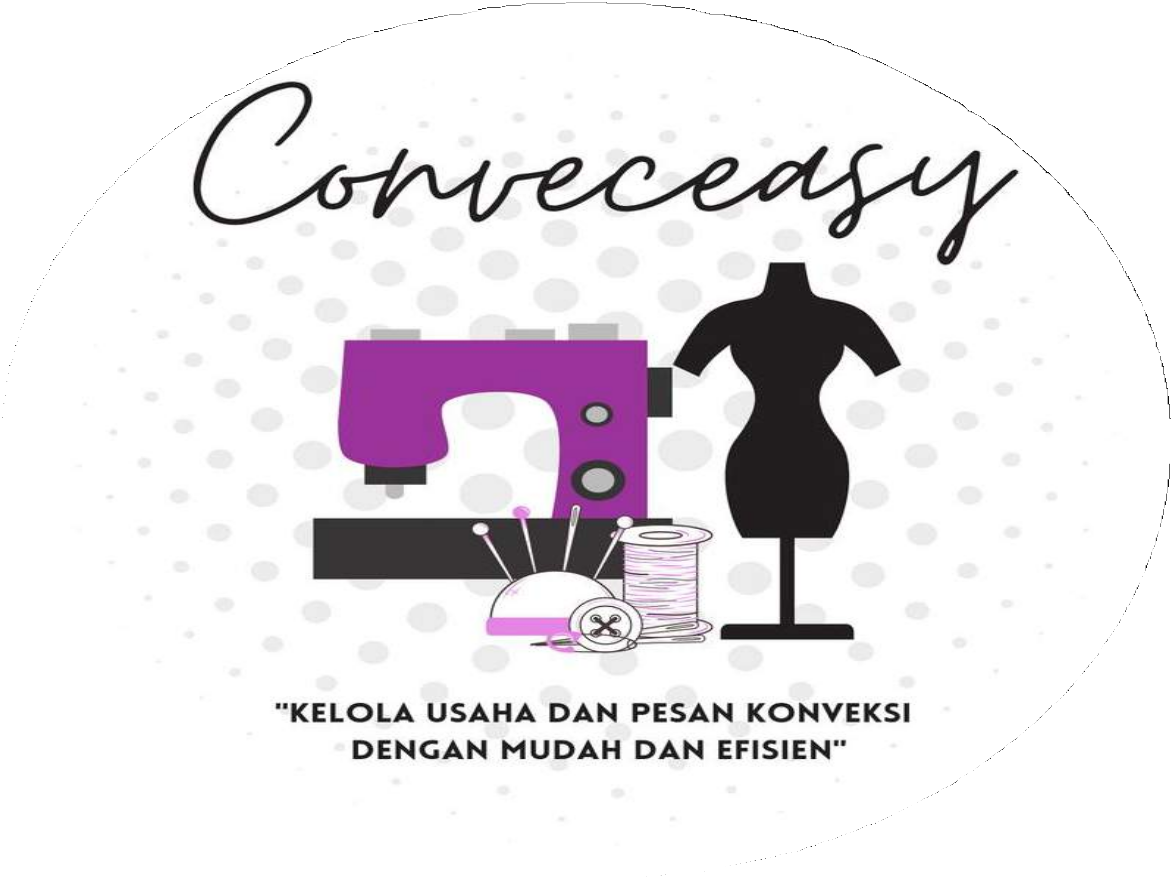 Conveceasy
"KELOLA USAHA DAN PESAN KONVEKSI
DENGAN MUDAH DAN EFISIEN"